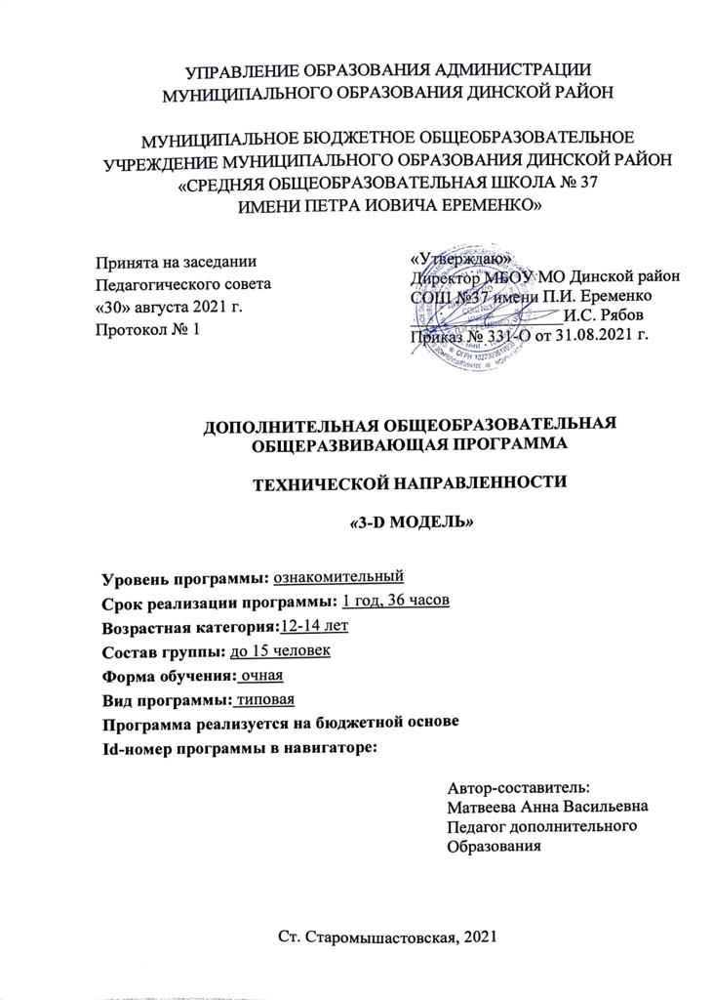 УПРАВЛЕНИЕ ОБРАЗОВАНИЯ АДМИНИСТРАЦИИ
МУНИЦИПАЛЬНОГО ОБРАЗОВАНИЯ ДИНСКОЙ РАЙОН
МУНИЦИПАЛЬНОЕ БЮДЖЕТНОЕ ОБЩЕОБРАЗОВАТЕЛЬНОЕ
УЧРЕЖДЕНИЕ МУНИЦИПАЛЬНОГО ОБРАЗОВАНИЯ ДИНСКОЙ РАЙОН
«СРЕДНЯЯ ОБЩЕОБРАЗОВАТЕЛЬНАЯ ШКОЛА № 37
ИМЕНИ ПЕТРА ИОВИЧА ЕРЕМЕНКО»
Принята на заседании
Педагогического совета
«30» августа 2021 г.
Протокол № 1
«Утверждаю»
Директор МБОУ МО Динской район
СОШ №37 имени П.И. Еременко
И.С. Рябов
Приказ № 331-О от 31.08.2021 г.
ДОПОЛНИТЕЛЬНАЯ ОБЩЕОБРАЗОВАТЕЛЬНАЯ
ОБЩЕРАЗВИВАЮЩАЯ ПРОГРАММА
ТЕХНИЧЕСКОЙ НАПРАВЛЕННОСТИ
«3-D МОДЕЛЬ»
Уровень программы: ознакомительный
Срок реализации программы: 1 год, 36 часов
Возрастная категория:12-14 лет
Состав группы: до 15 человек
Форма обучения: очная
Вид программы: типовая
Программа реализуется на бюджетной основе
Id-номер программы в навигаторе:
Автор-составитель:
Матвеева Анна Васильевна
Педагог дополнительного
Образования
Ст. Старомышастовская, 2021